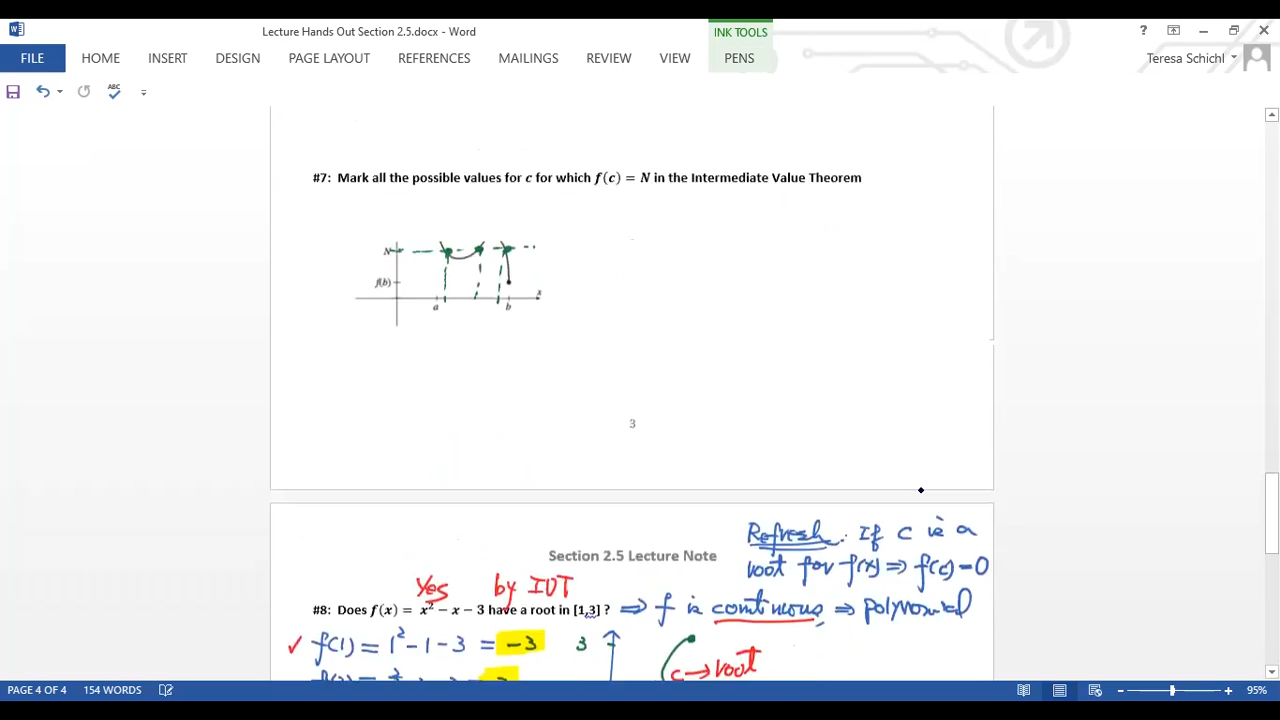 Lecture Hands Out Section 2.5.docx - Word
INK TOOLS
FILE HOME INSERT DESIGN PAGE LAYOUT REFERENCES MAILINGS REVIEW VIEW PENS
Teresa Schichl
ABC
#7: Mark all the possible values for c for which f(c) = N in the Intermediate Value Theorem
N
f(b)
a b x
3
Refresh: If c is a
Section 2.5 Lecture Note
root for f(x) ⇒ f(c)=0
Yes by IVT
#8: Does f(x) = x² − x − 3 have a root in [1,3] ? ⇒ f is continuous ⇒ polynomial
✓ f(1) = 1² -1 -3 = -3 3
c → root
PAGE 4 OF 4 154 WORDS 95%